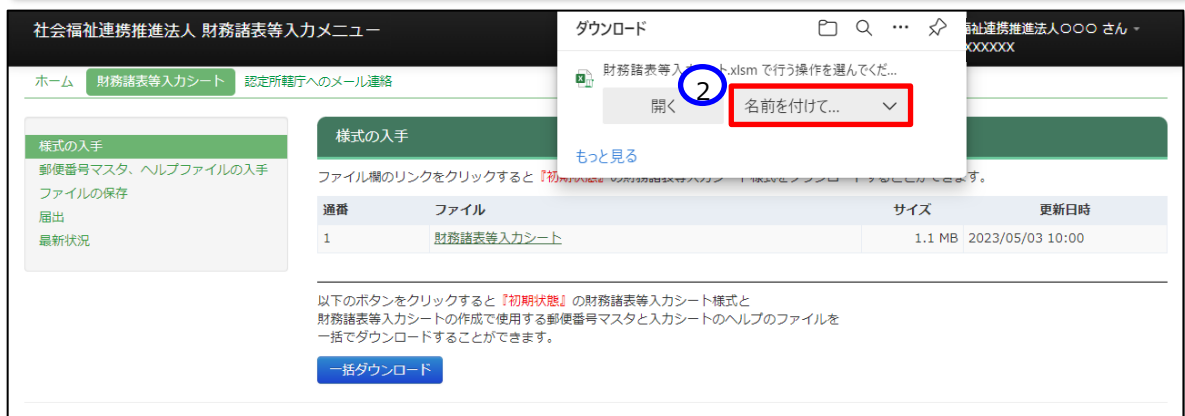 社会福祉連携推進法人 財務諸表等入力メニュー
祉連携推進法人〇〇〇 さん
XXXXXX
ダウンロード
財務諸表等入 ート.xlsm で行う操作を選んでくだ...
2
開く
名前を付けて...
もっと見る
ホーム
財務諸表等入力シート
認定所轄庁へのメール連絡
様式の入手
郵便番号マスタ、ヘルプファイルの入手
ファイルの保存
届出
最新状況
様式の入手
ファイル欄のリンクをクリックすると『初期状態』の財務諸表等入力シート様式をダウンロードすることができます。
通番 ファイル サイズ 更新日時
1 財務諸表等入力シート 1.1 MB 2023/05/03 10:00
以下のボタンをクリックすると『初期状態』の財務諸表等入力シート様式と
財務諸表等入力シートの作成で使用する郵便番号マスタと入力シートのヘルプのファイルを
一括でダウンロードすることができます。
一括ダウンロード